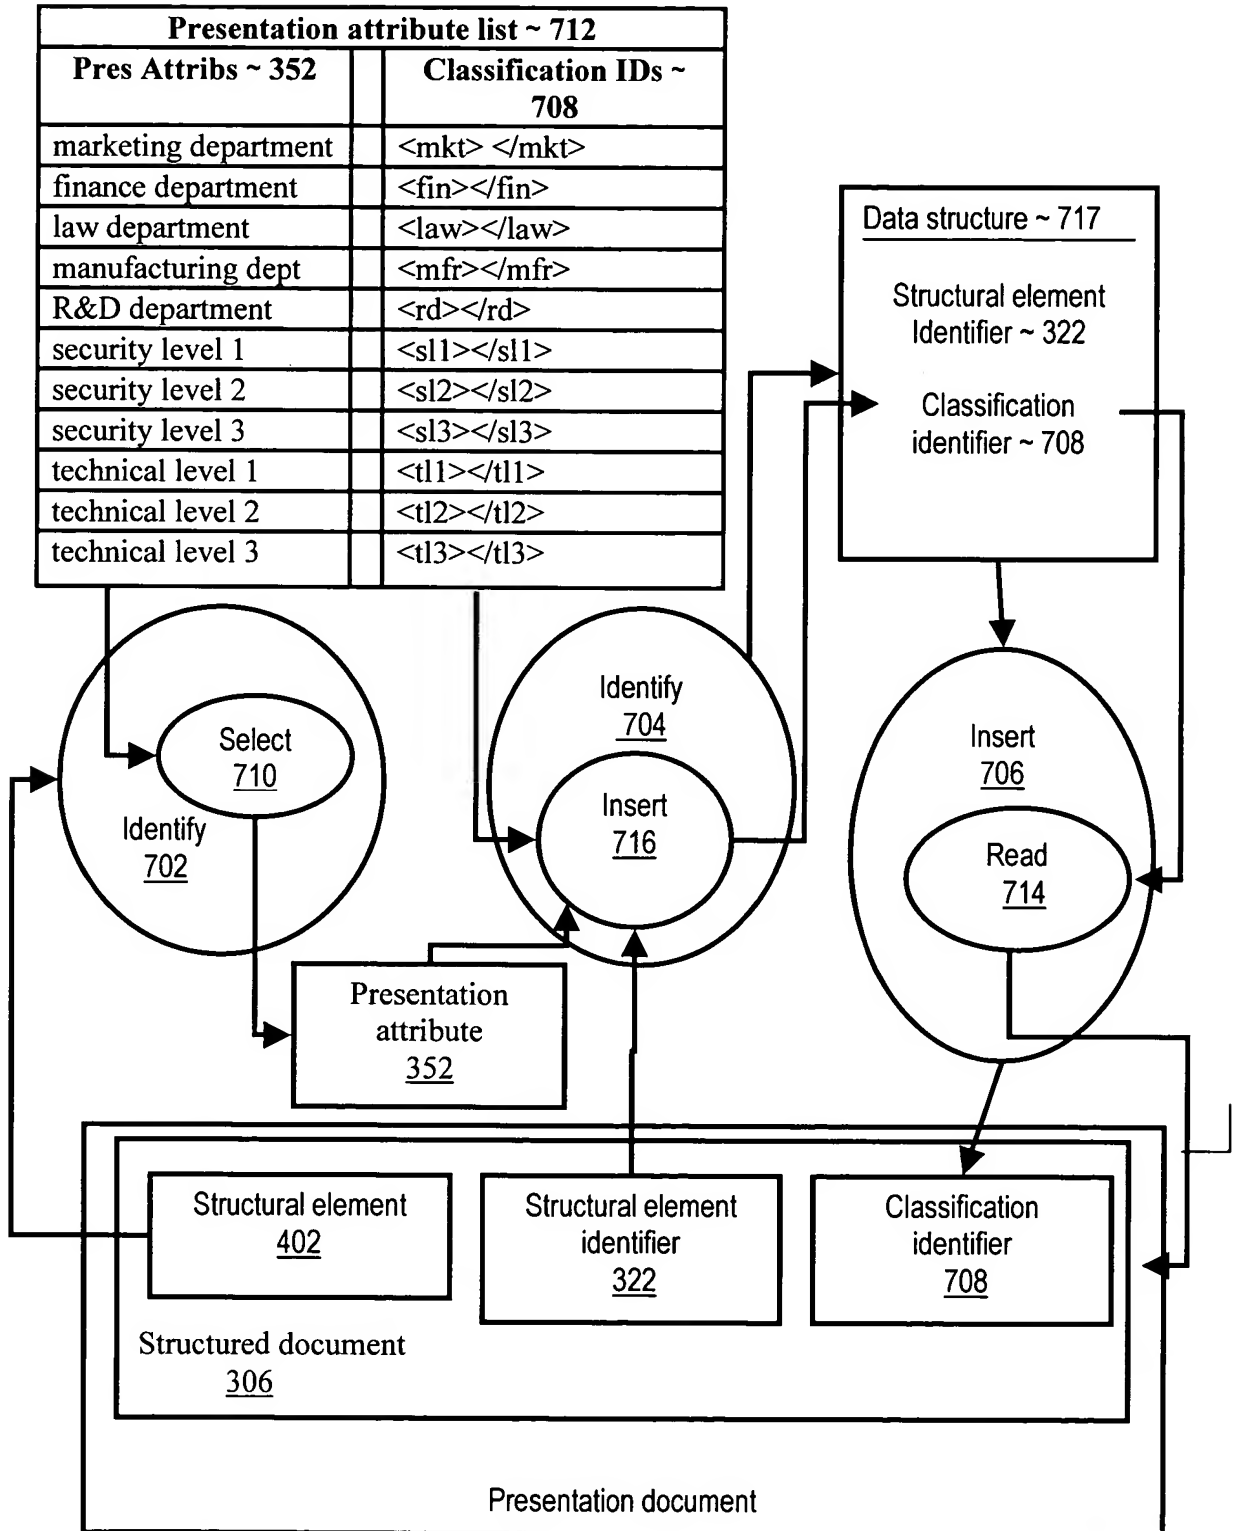 Presentation attribute list ~ 712
Pres Attribs ~ 352
Classification IDs ~
708
marketing department <mkt> </mkt>
finance department <fin></fin>
law department <law></law>
manufacturing dept <mfr></mfr>
R&D department <rd></rd>
security level 1 <sl1></sl1>
security level 2 <sl2></sl2>
security level 3 <sl3></sl3>
technical level 1 <tl1></tl1>
technical level 2 <tl2></tl2>
technical level 3 <tl3></tl3>
Data structure ~ 717
Structural element
Identifier ~ 322
Classification
identifier ~ 708
Select
710
Identify
702
Identify
704
Insert
716
Insert
706
Read
714
Presentation
attribute
352
Structural element
402
Structural element
identifier
322
Classification
identifier
708
Structured document
306
Presentation document